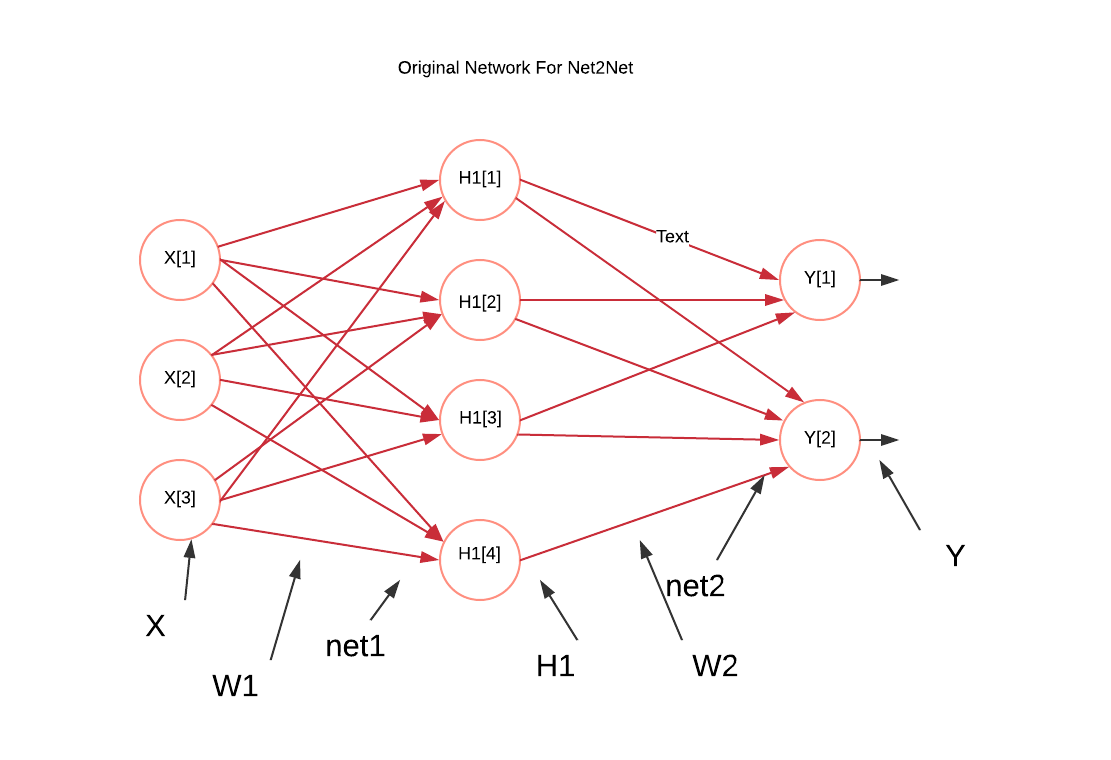 Original Network For Net2Net
H1[1]
Text
X[1]
Y[1]
H1[2]
X[2]
H1[3]
Y[2]
X[3]
H1[4]
Y
net2
X
net1
H1
W2
W1